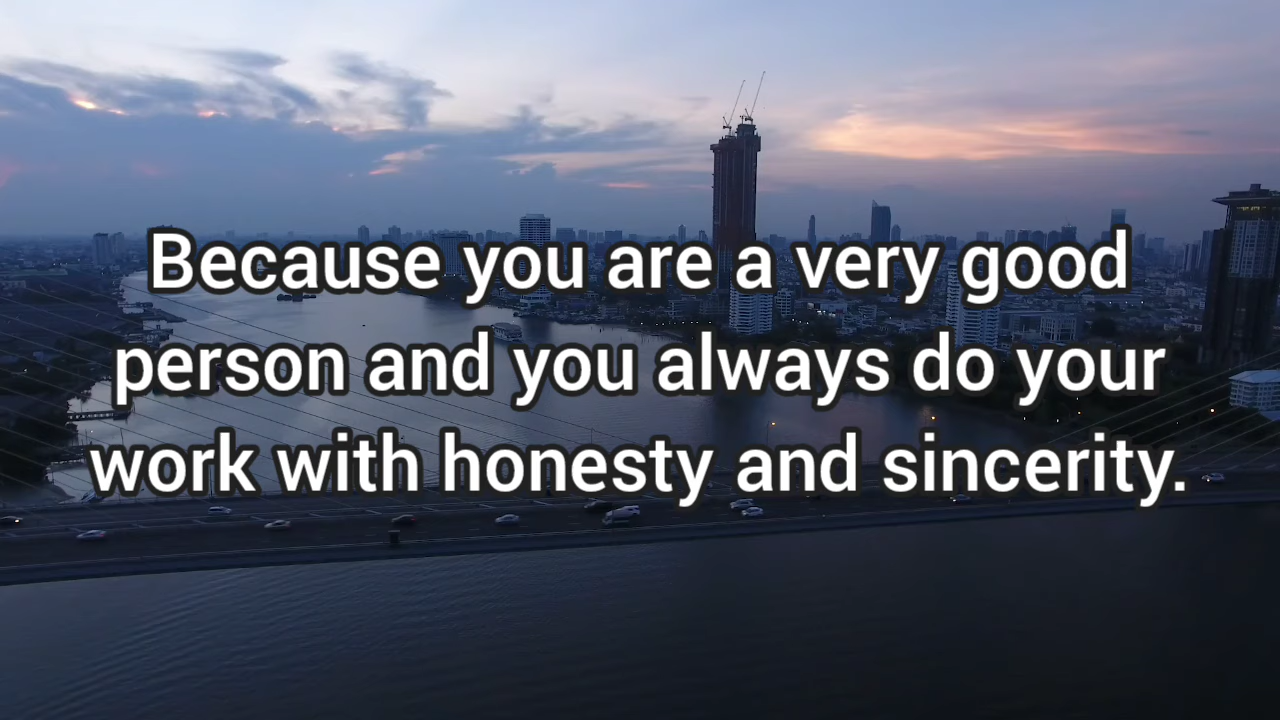 Because you are a very good
person and you always do your
work with honesty and sincerity.